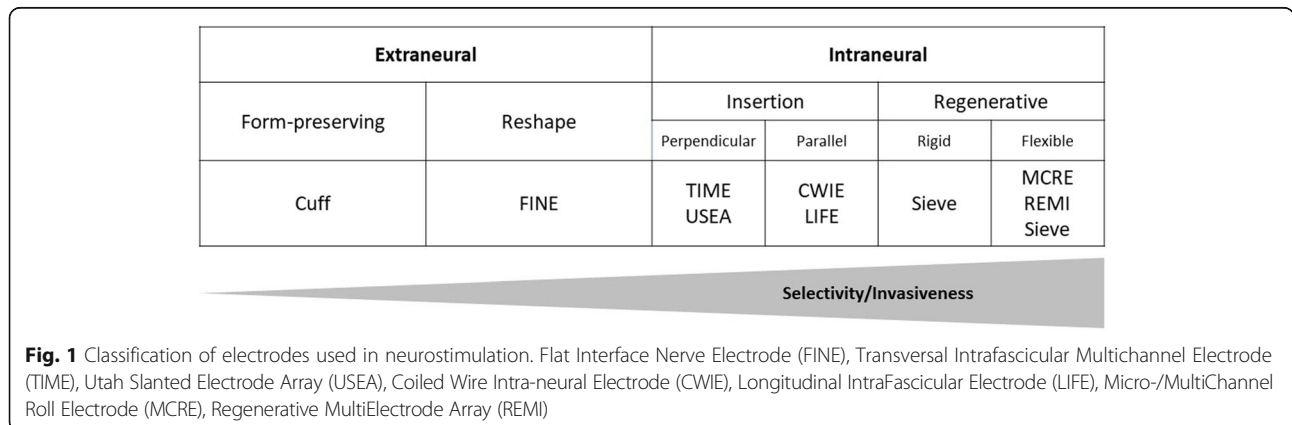 Extraneural Intraneural
Form-preserving Reshape Insertion Regenerative
Perpendicular Parallel Rigid Flexible
Cuff FINE TIME USEA CWIE LIFE Sieve MCRE REMI Sieve
Selectivity/Invasiveness
Fig. 1 Classification of electrodes used in neurostimulation. Flat Interface Nerve Electrode (FINE), Transversal Intrafascicular Multichannel Electrode
(TIME), Utah Slanted Electrode Array (USEA), Coiled Wire Intra-neural Electrode (CWIE), Longitudinal IntraFascicular Electrode (LIFE), Micro-/MultiChannel
Roll Electrode (MCRE), Regenerative MultiElectrode Array (REMI)